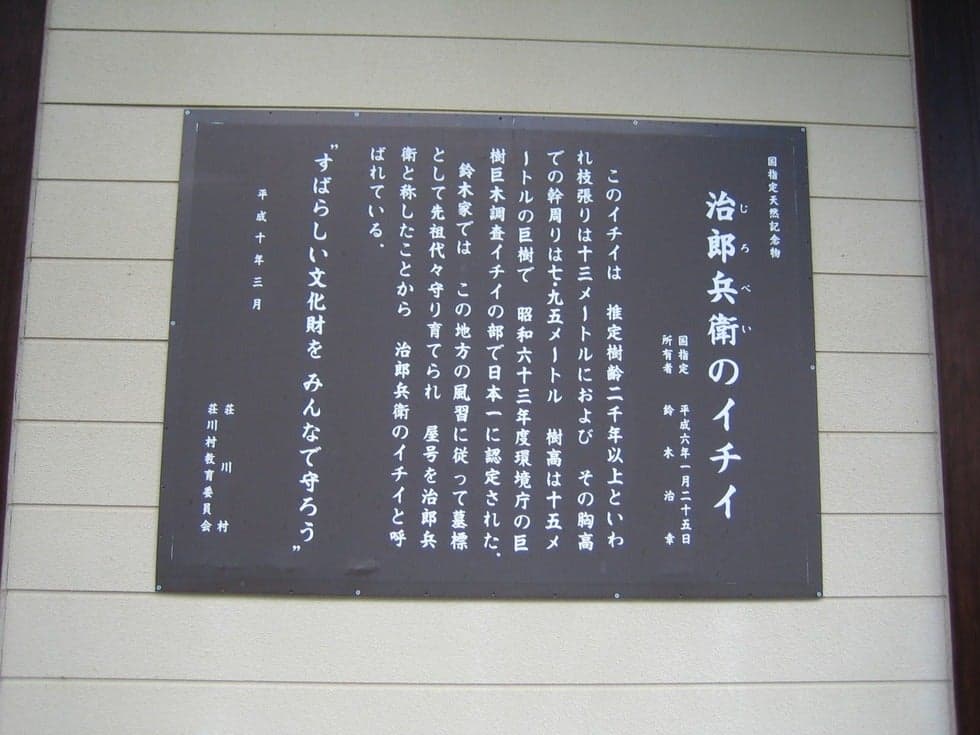 国指定天然記念物
じろべい
治郎兵衛のイチイ
国指定 平成六年一月二十五日
所有者 鈴木治章
このイチイは 推定樹齢二千年以上といわ
れ枝張りは十三メートルにおよび その胸高
での幹周りは七・九五メートル 樹高は十五メ
ートルの巨樹で 昭和六十三年度環境庁の巨
樹巨木調査イチイの部で日本一に認定された.
鈴木家では この地方の風習に従って墓標
として先祖代々守り育てられ 屋号を治郎兵
衛と称したことから 治郎兵衛のイチイと呼
ばれている.
"すばらしい文化財を みんなで守ろう"
平成十年三月
荘川村
荘川村教育委員会